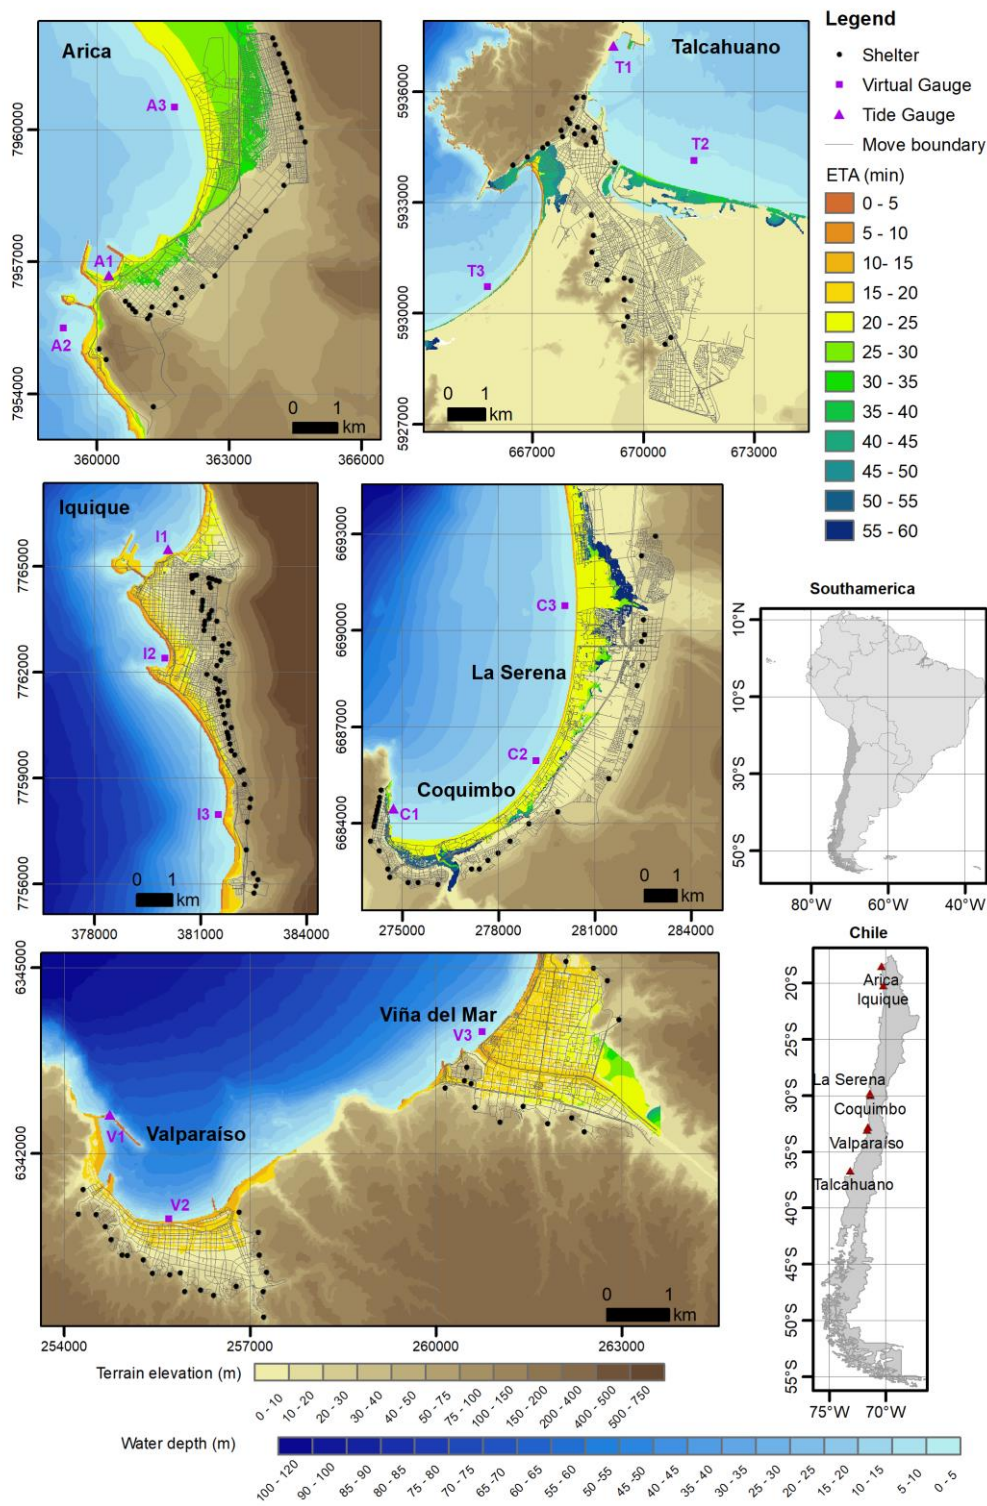 Arica
A3
A1
A2
7960000
7957000
7954000
0 1
km
360000 363000 366000
Talcahuano
T1
T2
T3
5936000
5933000
5930000
5927000
0 1
km
667000 670000 673000
Legend
Shelter
Virtual Gauge
Tide Gauge
Move boundary
ETA (min)
0 - 5
5 - 10
10- 15
15 - 20
20 - 25
25 - 30
30 - 35
35 - 40
40 - 45
45 - 50
50 - 55
55 - 60
Iquique
I1
I2
I3
7765000
7762000
7759000
7756000
0 1
km
378000 381000 384000
C3
La Serena
C2
Coquimbo
C1
6693000
6690000
6687000
6684000
0 1
km
275000 278000 281000 284000
Southamerica
10°N
10°S
30°S
50°S
80°W 60°W 40°W
Viña del Mar
V3
V1
Valparaíso
V2
6345000
6342000
0 1
km
254000 257000 260000 263000
Chile
20°S
25°S
30°S
35°S
40°S
45°S
50°S
55°S
Arica
Iquique
La Serena
Coquimbo
Valparaíso
Talcahuano
75°W 70°W
Terrain elevation (m)
0 - 10
10 - 20
20 - 30
30 - 40
40 - 50
50 - 75
75 - 100
100 - 150
150 - 200
200 - 400
400 - 500
500 - 750
Water depth (m)
100 - 120
90 - 100
85 - 90
80 - 85
75 - 80
70 - 75
65 - 70
60 - 65
55 - 60
50 - 55
45 - 50
40 - 45
35 - 40
30 - 35
25 - 30
20 - 25
15 - 20
10 - 15
5 - 10
0 - 5